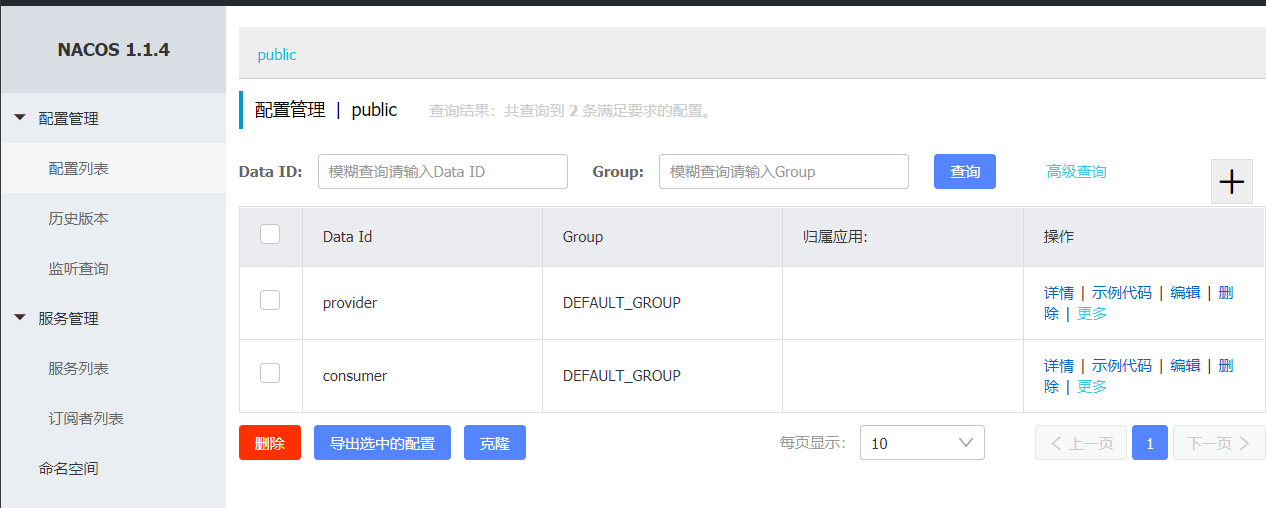 NACOS 1.1.4
配置管理
配置列表
历史版本
监听查询
服务管理
服务列表
订阅者列表
命名空间
public
配置管理 | public 查询结果：共查询到 2 条满足要求的配置。
Data ID: 模糊查询请输入Data ID Group: 模糊查询请输入Group 查询 高级查询
Data Id Group 归属应用: 操作
provider DEFAULT_GROUP 详情 | 示例代码 | 编辑 | 删
除 | 更多
consumer DEFAULT_GROUP 详情 | 示例代码 | 编辑 | 删
除 | 更多
删除 导出选中的配置 克隆 每页显示: 10 上一页 1 下一页